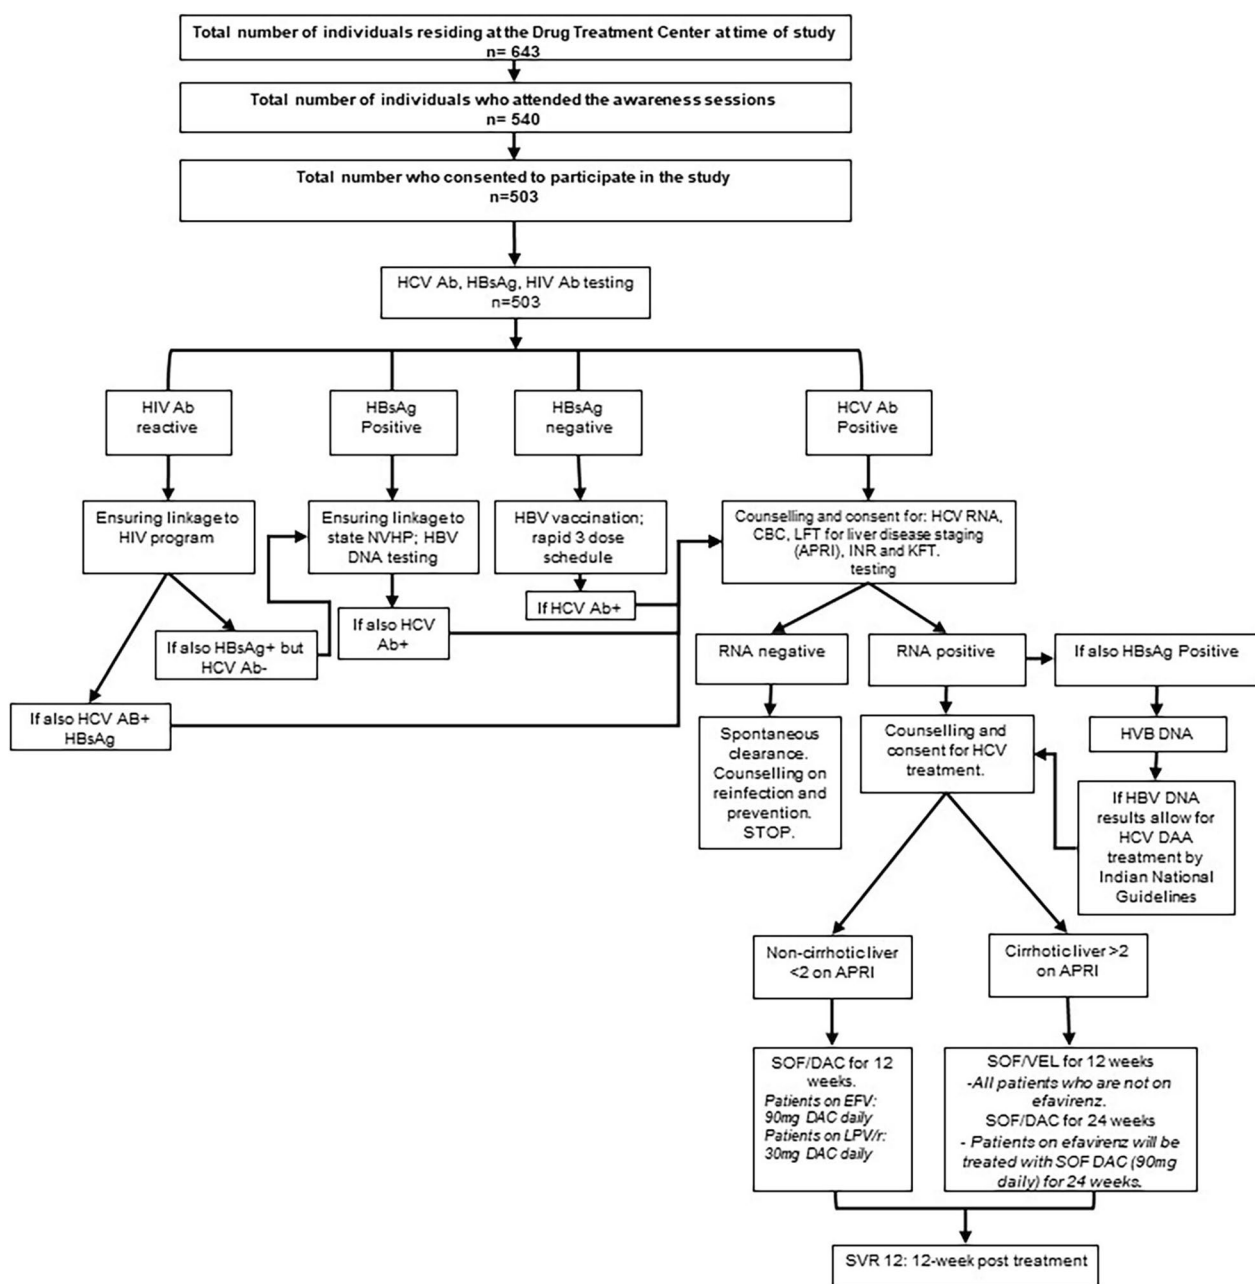 Total number of individuals residing at the Drug Treatment Center at time of study
n= 643
Total number of individuals who attended the awareness sessions
n= 540
Total number who consented to participate in the study
n=503
HCV Ab, HBsAg, HIV Ab testing
n=503
HIV Ab
reactive
HBsAg
Positive
HBsAg
negative
HCV Ab
Positive
Ensuring linkage to
HIV program
Ensuring linkage to
state NVHP; HBV
DNA testing
HBV vaccination;
rapid 3 dose
schedule
Counselling and consent for: HCV RNA,
CBC, LFT for liver disease staging
(APRI), INR and KFT.
testing
If HCV Ab+
If also HCV
Ab+
If also HBsAg+ but
HCV Ab-
If also HCV AB+
HBsAg
RNA negative
RNA positive
If also HBsAg Positive
Spontaneous
clearance.
Counselling on
reinfection and
prevention.
STOP.
Counselling and
consent for HCV
treatment.
HVB DNA
If HBV DNA
results allow for
HCV DAA
treatment by
Indian National
Guidelines
Non-cirrhotic liver
<2 on APRI
Cirrhotic liver >2
on APRI
SOF/DAC for 12
weeks.
Patients on EFV:
90mg DAC daily
Patients on LPV/r:
30mg DAC daily
SOF/VEL for 12 weeks
-All patients who are not on
efavirenz.
SOF/DAC for 24 weeks
- Patients on efavirenz will be
treated with SOF DAC (90mg
daily) for 24 weeks.
SVR 12: 12-week post treatment